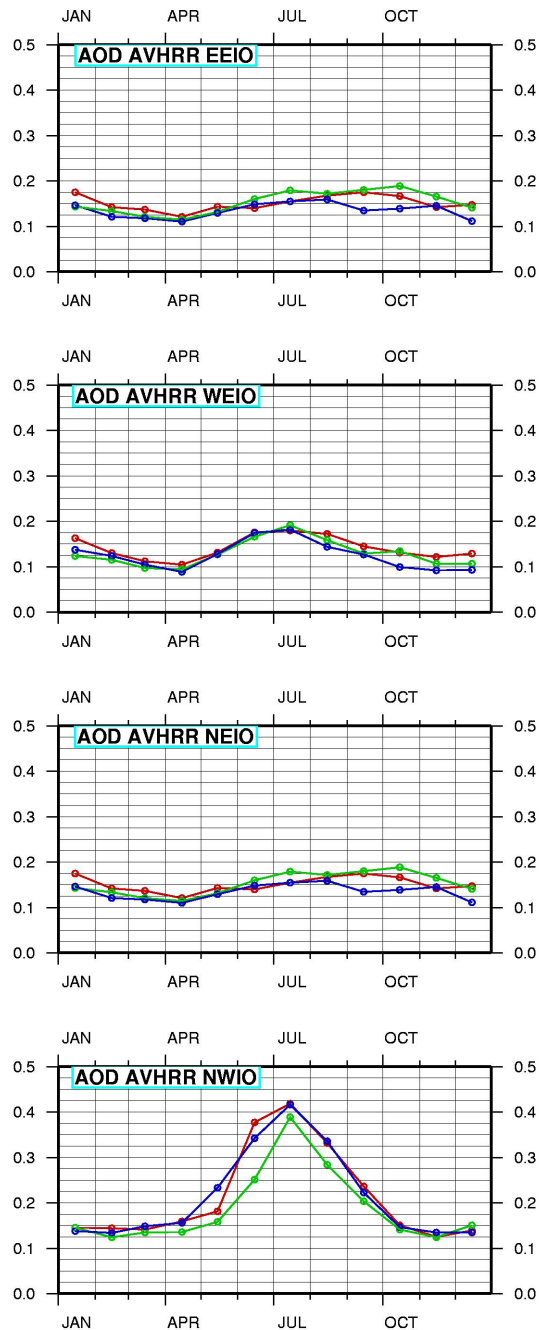 JAN APR JUL OCT
0.5 AOD AVHRR EEIO 0.5
0.4 0.4
0.3 0.3
0.2 0.2
0.1 0.1
0.0 0.0
JAN APR JUL OCT
JAN APR JUL OCT
0.5 AOD AVHRR WEIO 0.5
0.4 0.4
0.3 0.3
0.2 0.2
0.1 0.1
0.0 0.0
JAN APR JUL OCT
JAN APR JUL OCT
0.5 AOD AVHRR NEIO 0.5
0.4 0.4
0.3 0.3
0.2 0.2
0.1 0.1
0.0 0.0
JAN APR JUL OCT
JAN APR JUL OCT
0.5 AOD AVHRR NWIO 0.5
0.4 0.4
0.3 0.3
0.2 0.2
0.1 0.1
0.0 0.0
JAN APR JUL OCT